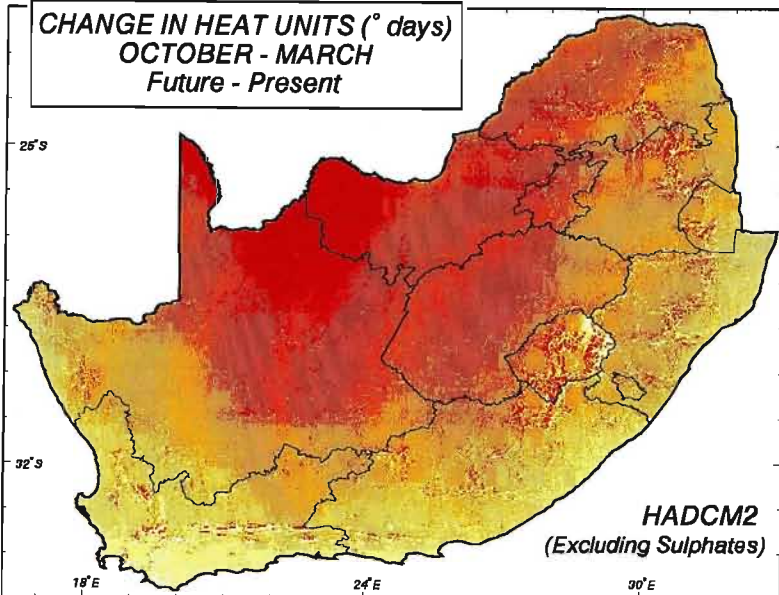 CHANGE IN HEAT UNITS (° days)
OCTOBER - MARCH
Future - Present
25°S
32°S
HADCM2
(Excluding Sulphates)
18°E
24°E
30°E